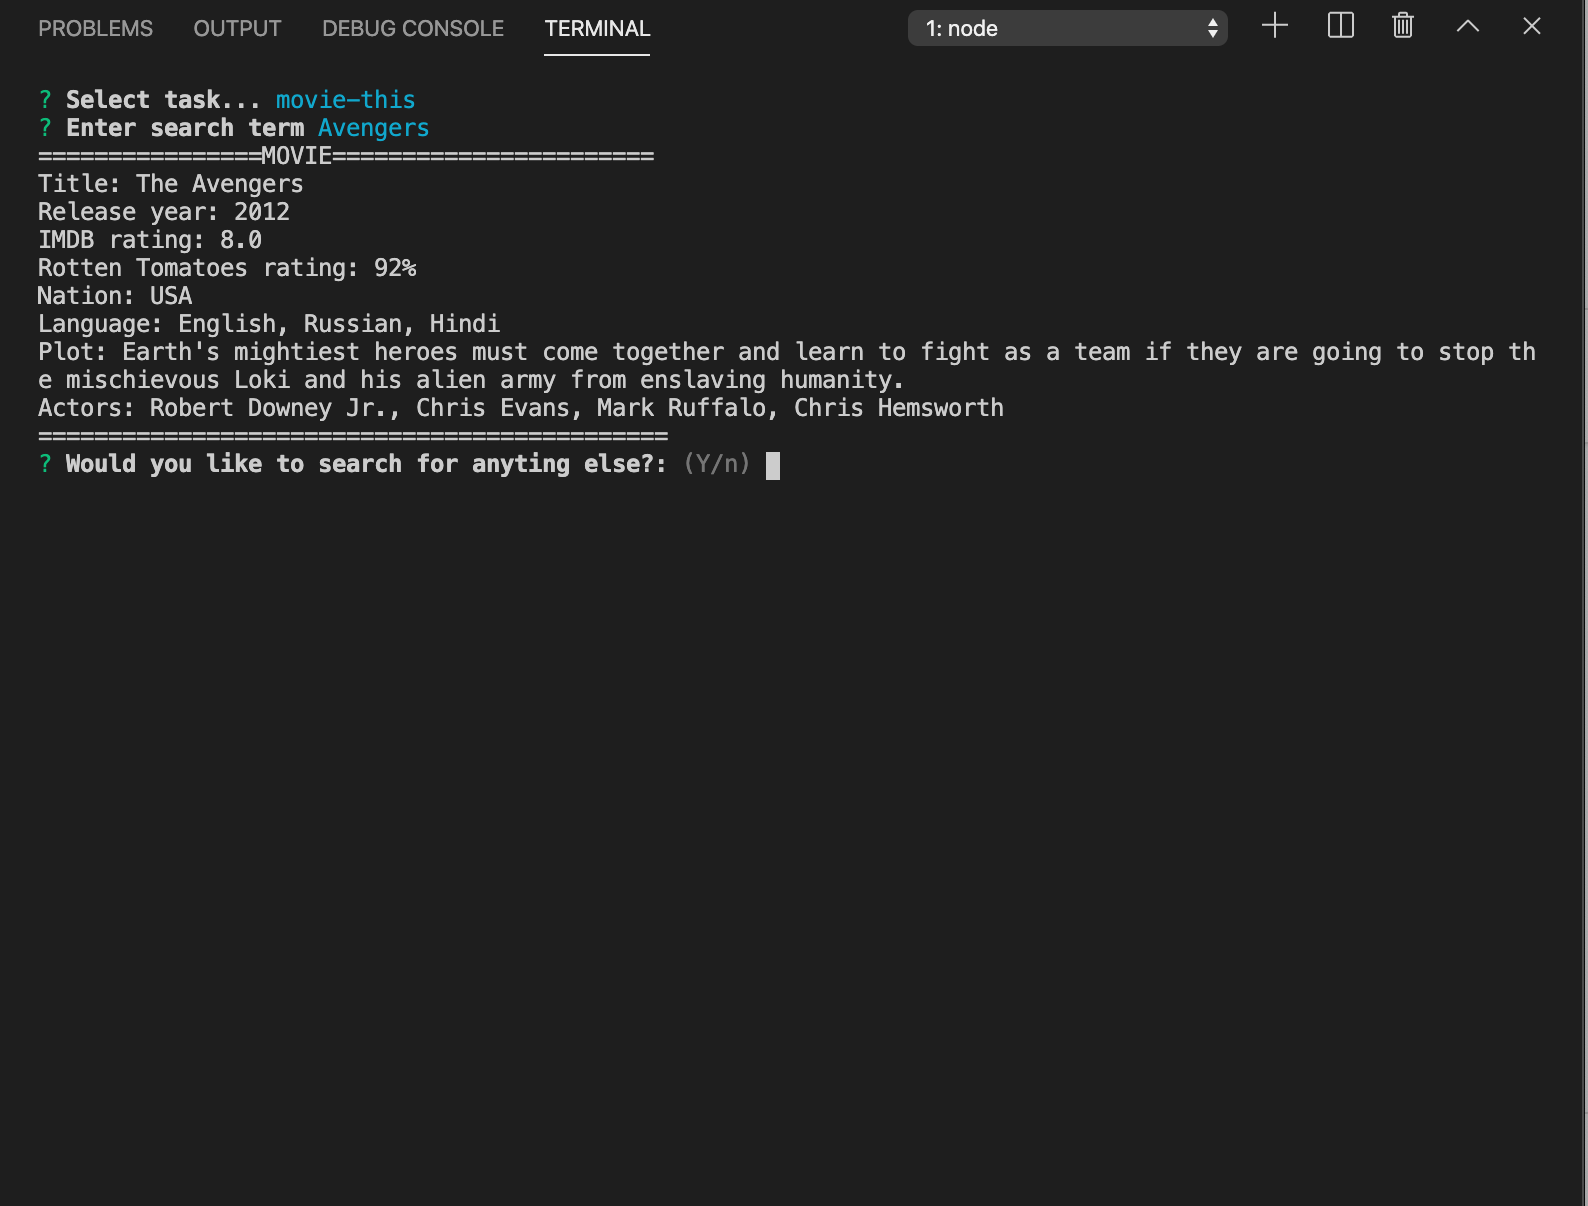 PROBLEMS OUTPUT DEBUG CONSOLE TERMINAL 1: node
? Select task... movie-this
? Enter search term Avengers
================MOVIE=======================
Title: The Avengers
Release year: 2012
IMDB rating: 8.0
Rotten Tomatoes rating: 92%
Nation: USA
Language: English, Russian, Hindi
Plot: Earth's mightiest heroes must come together and learn to fight as a team if they are going to stop th
e mischievous Loki and his alien army from enslaving humanity.
Actors: Robert Downey Jr., Chris Evans, Mark Ruffalo, Chris Hemsworth
=============================================
? Would you like to search for anyting else?: (Y/n)